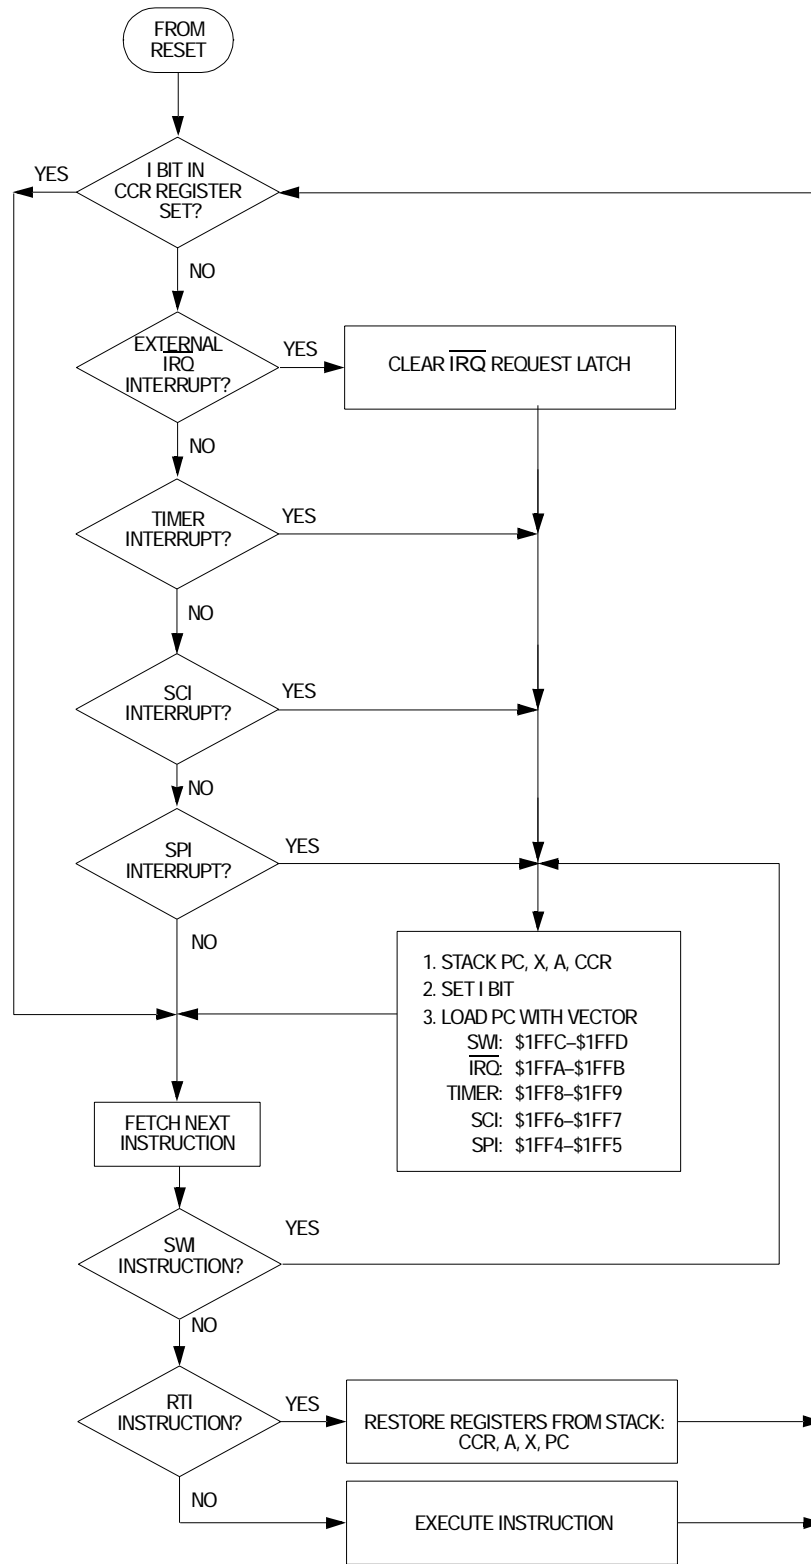 FROM
RESET
YES
I BIT IN
CCR REGISTER
SET?
NO
EXTERNAL
IRQ
INTERRUPT?
YES
CLEAR IRQ REQUEST LATCH
NO
TIMER
INTERRUPT?
YES
NO
SCI
INTERRUPT?
YES
NO
SPI
INTERRUPT?
YES
NO
1. STACK PC, X, A, CCR
2. SET I BIT
3. LOAD PC WITH VECTOR
SWI: $1FFC–$1FFD
IRQ: $1FFA–$1FFB
TIMER: $1FF8–$1FF9
SCI: $1FF6–$1FF7
SPI: $1FF4–$1FF5
FETCH NEXT
INSTRUCTION
SWI
INSTRUCTION?
YES
NO
RTI
INSTRUCTION?
YES
RESTORE REGISTERS FROM STACK:
CCR, A, X, PC
NO
EXECUTE INSTRUCTION